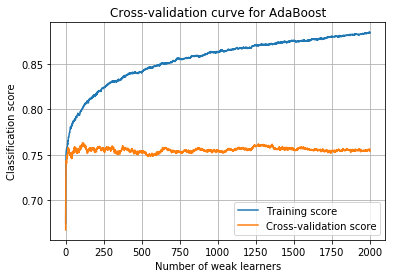 Cross-validation curve for AdaBoost
Classification score
0.85
0.80
0.75
0.70
0 250 500 750 1000 1250 1500 1750 2000
Number of weak learners
Training score
Cross-validation score